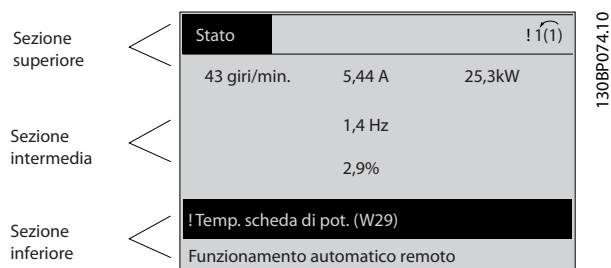 Sezione
superiore
Stato
! 1(1)
43 giri/min.
5,44 A
25,3kW
Sezione
intermedia
1,4 Hz
2,9%
Sezione
inferiore
! Temp. scheda di pot. (W29)
Funzionamento automatico remoto
130BP074.10